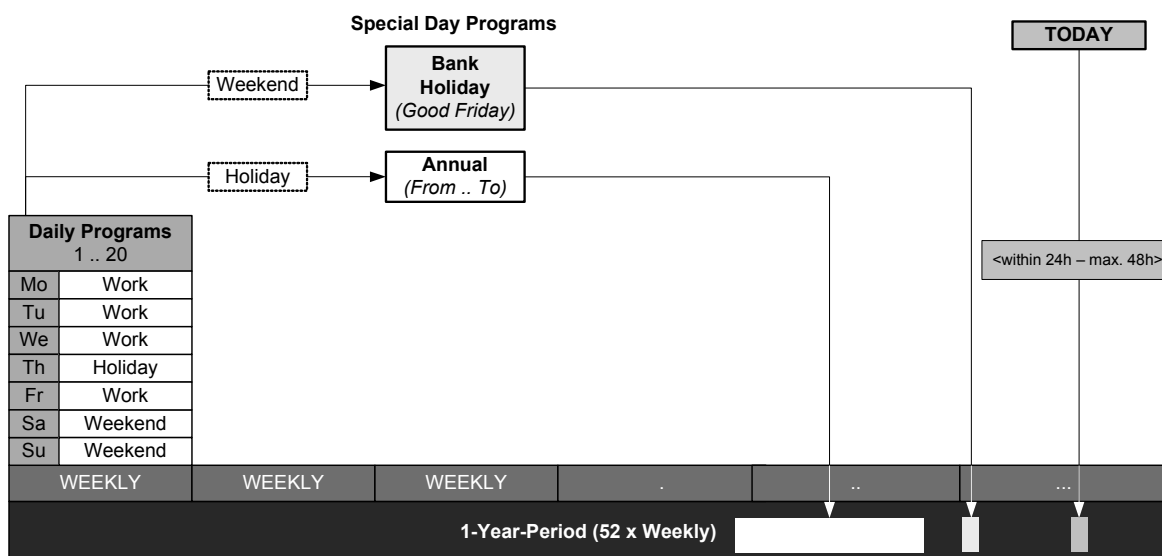 Special Day Programs
TODAY
Weekend
Bank
Holiday
(Good Friday)
Holiday
Annual
(From .. To)
Daily Programs
1 .. 20
<within 24h – max. 48h>
Mo Work
Tu Work
We Work
Th Holiday
Fr Work
Sa Weekend
Su Weekend
WEEKLY WEEKLY WEEKLY . .. ...
1-Year-Period (52 x Weekly)